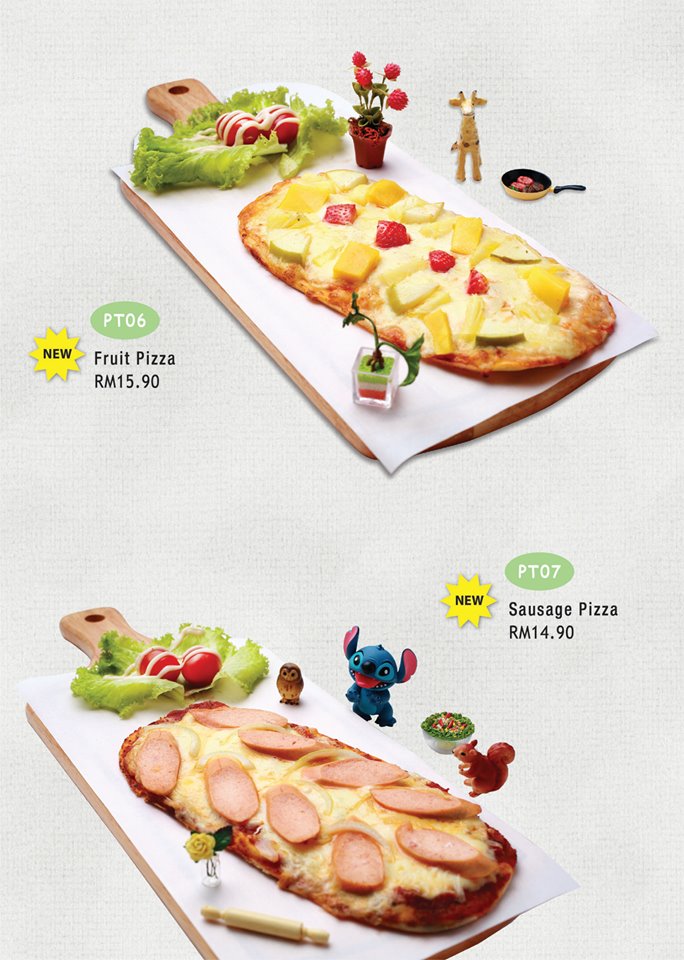 PT06
NEW
Fruit Pizza
RM15.90
PT07
NEW
Sausage Pizza
RM14.90